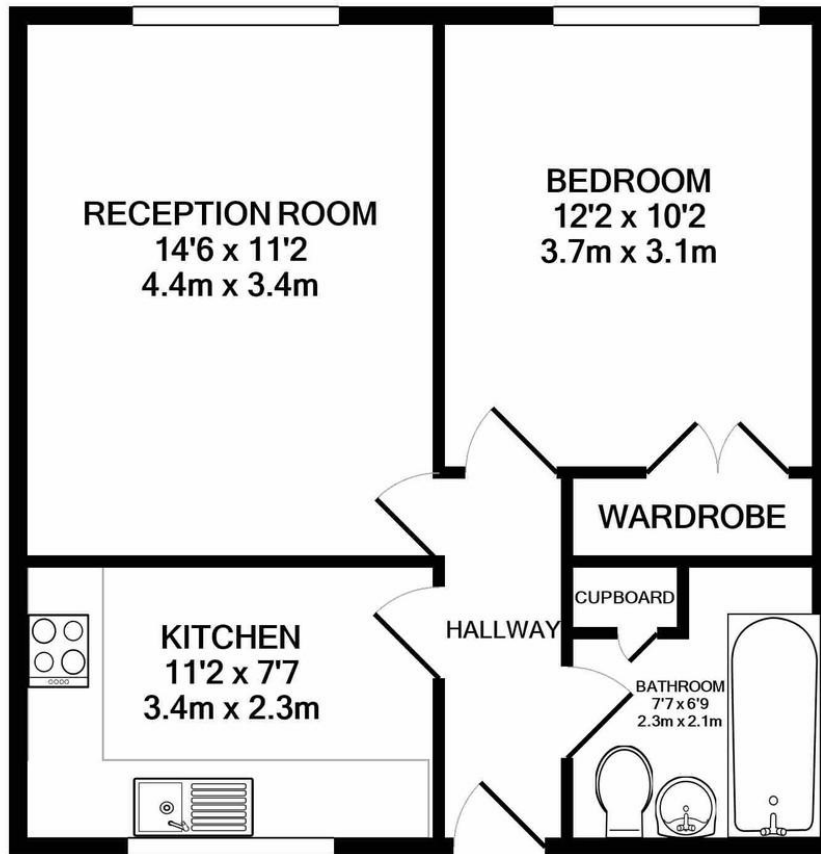 RECEPTION ROOM
14'6 x 11'2
4.4m x 3.4m
BEDROOM
12'2 x 10'2
3.7m x 3.1m
WARDROBE
CUPBOARD
HALLWAY
KITCHEN
11'2 x 7'7
3.4m x 2.3m
BATHROOM
7'7 x 6'9
2.3m x 2.1m